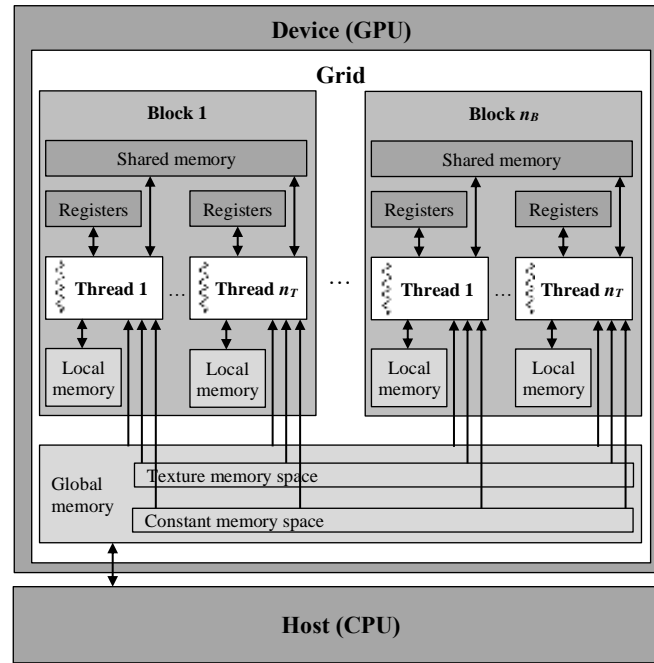 Device (GPU)
Grid
Block 1
Shared memory
Registers
Registers
Thread 1
...
Thread nT
Local
memory
Local
memory
...
Block nB
Shared memory
Registers
Registers
Thread 1
...
Thread nT
Local
memory
Local
memory
Global
memory
Texture memory space
Constant memory space
Host (CPU)